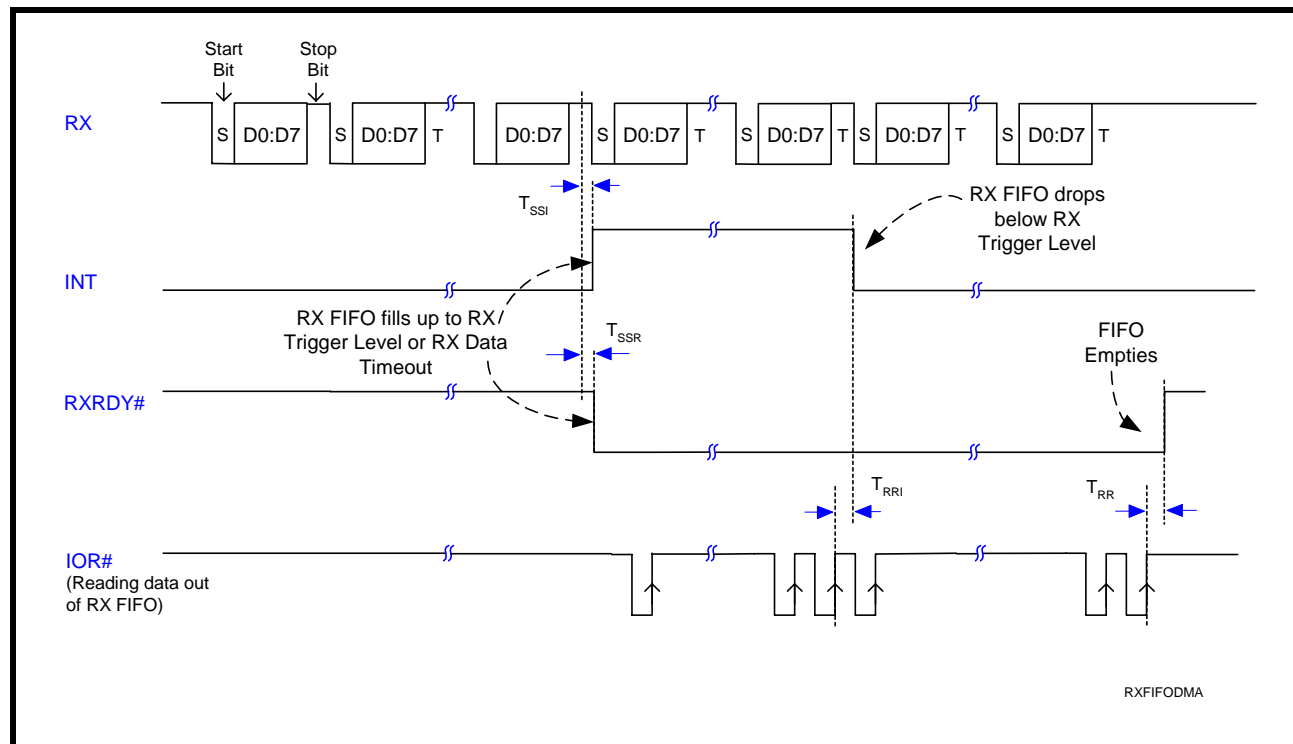 Start
Bit
Stop
Bit
RX
S D0:D7 S D0:D7 T D0:D7 S D0:D7 T S D0:D7 T S D0:D7 T S D0:D7 T
TSSI
RX FIFO drops
below RX
Trigger Level
INT
RX FIFO fills up to RX
Trigger Level or RX Data
Timeout
TSSR
FIFO
Empties
RXRDY#
TRRI
TRR
IOR#
(Reading data out
of RX FIFO)
RXFIFODMA